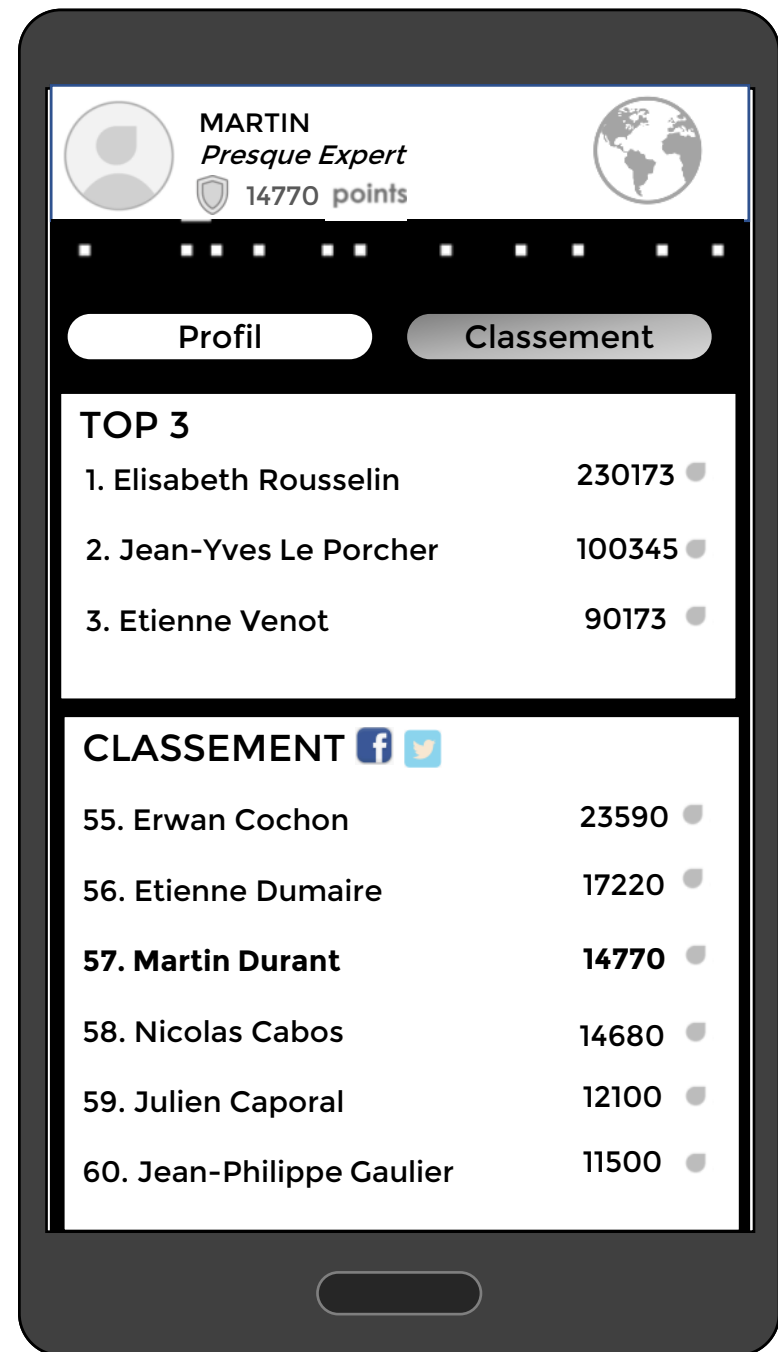 MARTIN
Presque Expert
14770 points
Profil
Classement
TOP 3
1. Elisabeth Rousselin 230173
2. Jean-Yves Le Porcher 100345
3. Etienne Venot 90173
CLASSEMENT
55. Erwan Cochon 23590
56. Etienne Dumaire 17220
57. Martin Durant 14770
58. Nicolas Cabos 14680
59. Julien Caporal 12100
60. Jean-Philippe Gaulier 11500